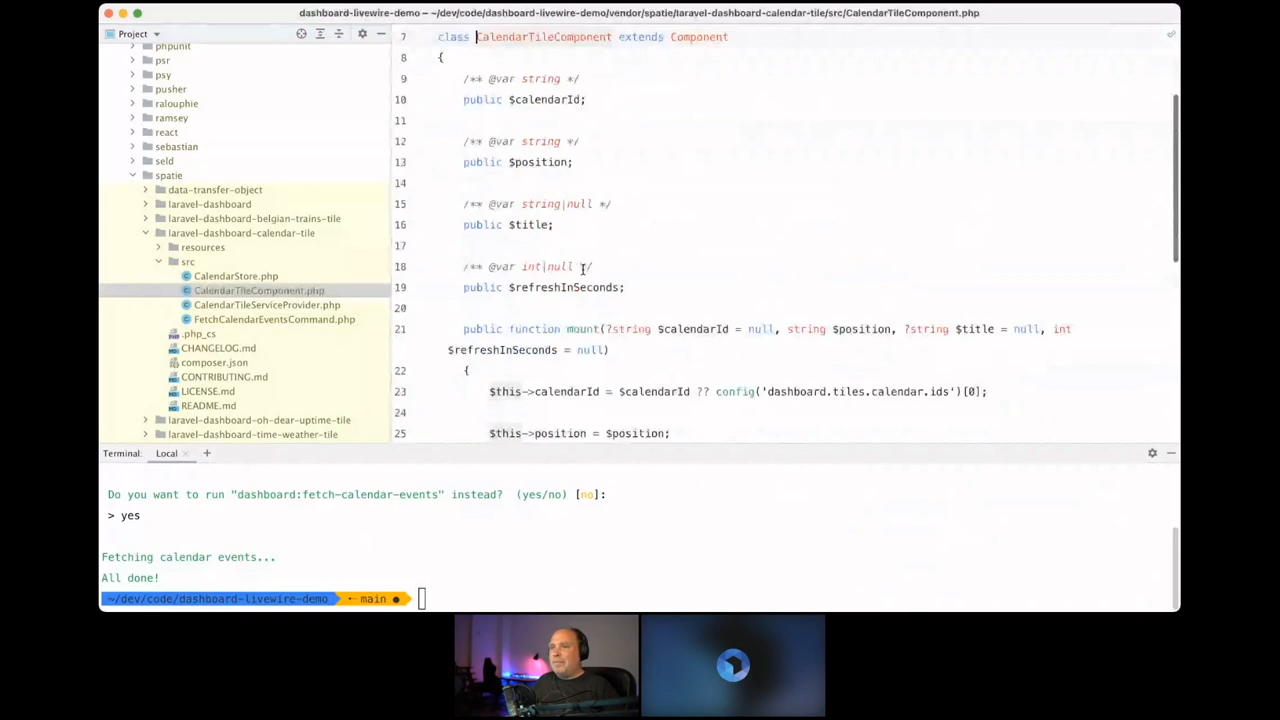 dashboard-livewire-demo – ~/dev/code/dashboard-livewire-demo/vendor/spatie/laravel-dashboard-calendar-tile/src/CalendarTileComponent.php
Project
phpunit
psr
psy
pusher
ralouphie
ramsey
react
sebastian
seld
spatie
data-transfer-object
laravel-dashboard
laravel-dashboard-belgian-trains-tile
laravel-dashboard-calendar-tile
resources
src
CalendarStore.php
CalendarTileComponent.php
CalendarTileServiceProvider.php
FetchCalendarEventsCommand.php
.php_cs
CHANGELOG.md
composer.json
CONTRIBUTING.md
LICENSE.md
README.md
laravel-dashboard-oh-dear-uptime-tile
laravel-dashboard-time-weather-tile
7 class CalendarTileComponent extends Component
8 {
9 /** @var string */
10 public $calendarId;
11
12 /** @var string */
13 public $position;
14
15 /** @var string|null */
16 public $title;
17
18 /** @var int|null */
19 public $refreshInSeconds;
20
21 public function mount(?string $calendarId = null, string $position, ?string $title = null, int
$refreshInSeconds = null)
22 {
23 $this->calendarId = $calendarId ?? config('dashboard.tiles.calendar.ids')[0];
24
25 $this->position = $position;
Terminal: Local
Do you want to run "dashboard:fetch-calendar-events" instead? (yes/no) [no]:
> yes
Fetching calendar events...
All done!
~/dev/code/dashboard-livewire-demo main ●